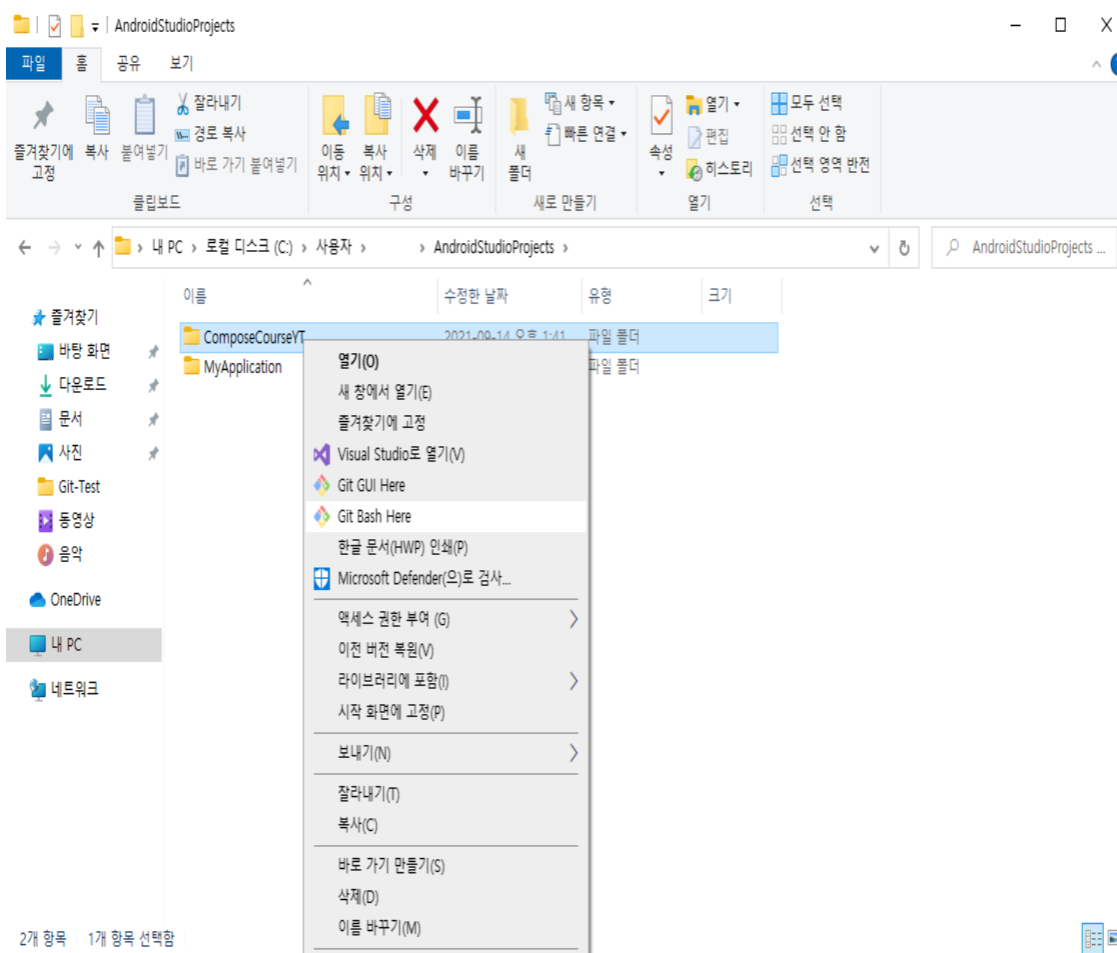 AndroidStudioProjects
파일 홈 공유 보기
즐겨찾기에 고정
복사
붙여넣기
잘라내기
경로 복사
바로 가기 붙여넣기
클립보드
이동 위치
복사 위치
삭제
이름 바꾸기
구성
새 폴더
새 항목
빠른 연결
새로 만들기
속성
열기
편집
히스토리
열기
모두 선택
선택 안 함
선택 영역 반전
선택
내 PC › 로컬 디스크 (C:) › 사용자 › › AndroidStudioProjects ›
AndroidStudioProjects ...
이름 수정한 날짜 유형 크기
즐겨찾기
바탕 화면
다운로드
문서
사진
Git-Test
동영상
음악
OneDrive
내 PC
네트워크
ComposeCourseYT 2021-09-14 오후 1:41 파일 폴더
MyApplication 파일 폴더
열기(O)
새 창에서 열기(E)
즐겨찾기에 고정
Visual Studio로 열기(V)
Git GUI Here
Git Bash Here
한글 문서(HWP) 인쇄(P)
Microsoft Defender(으)로 검사...
액세스 권한 부여 (G)
이전 버전 복원(V)
라이브러리에 포함(I)
시작 화면에 고정(P)
보내기(N)
잘라내기(T)
복사(C)
바로 가기 만들기(S)
삭제(D)
이름 바꾸기(M)
2개 항목 1개 항목 선택함